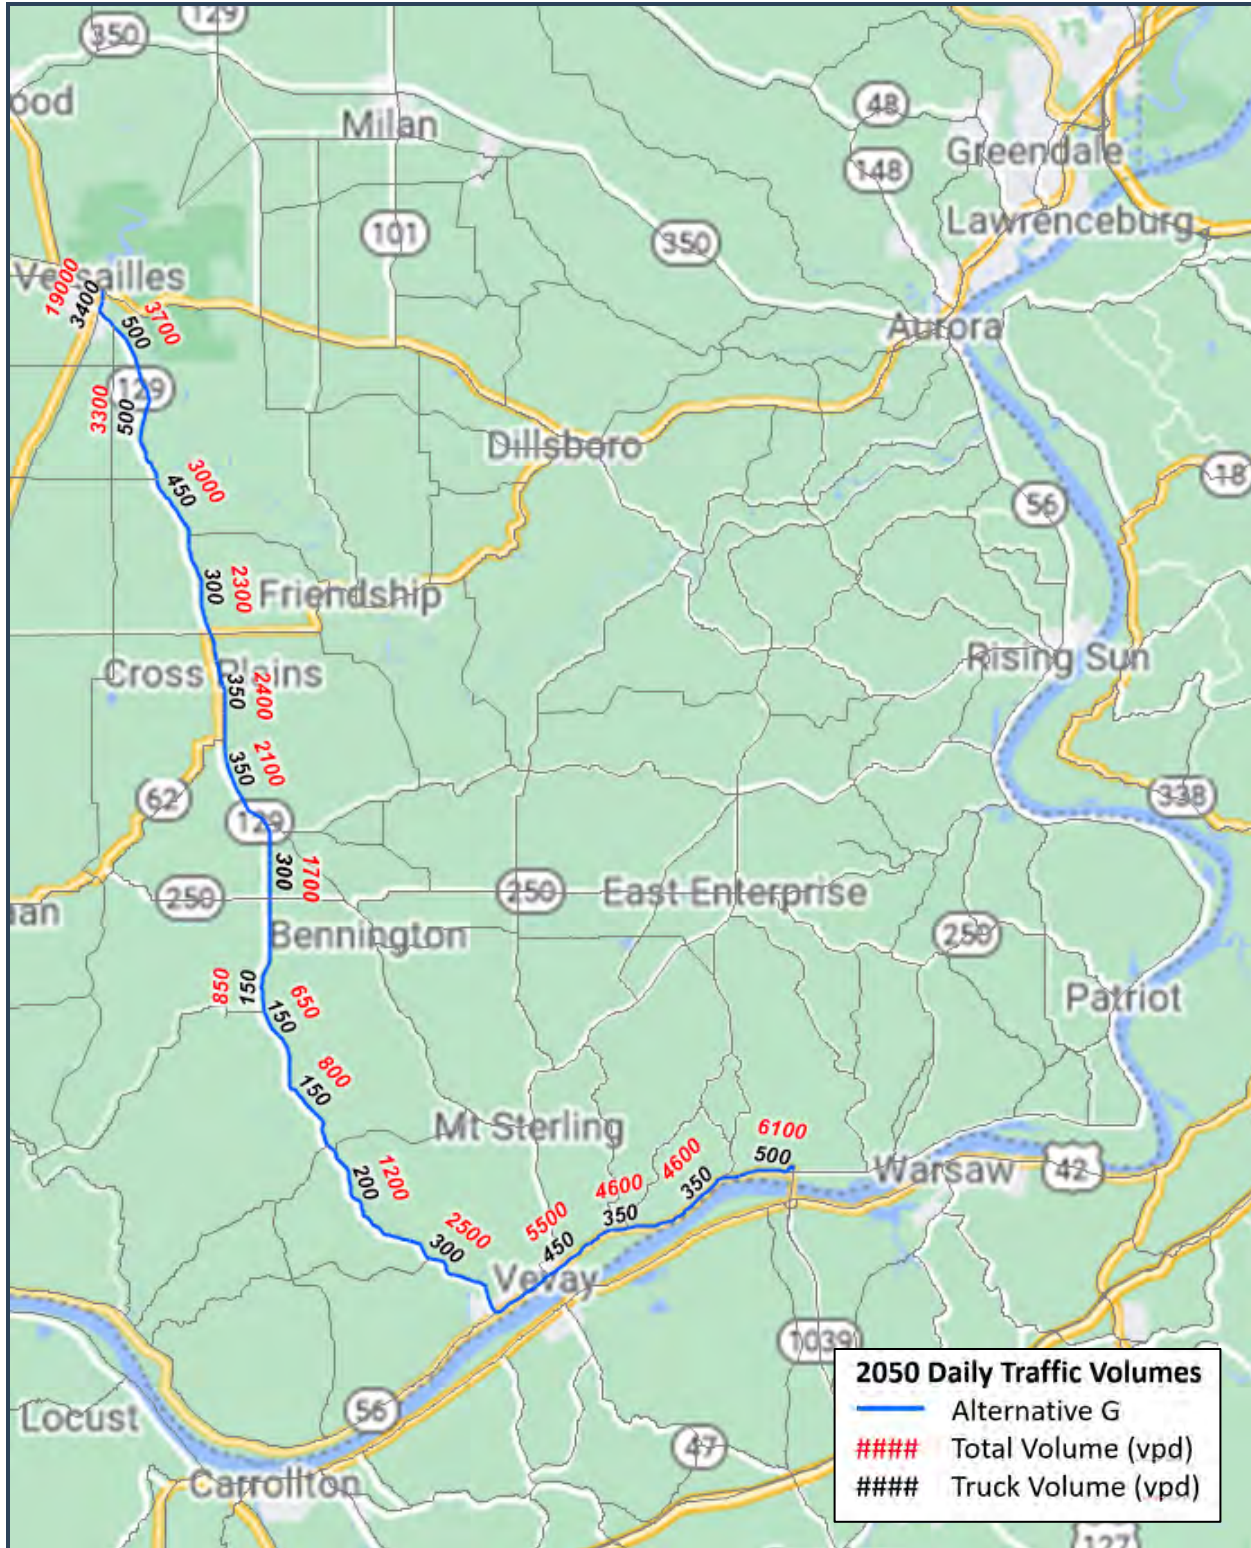 129
350
ood
Milan
48
Greendale
148
Lawrenceburg
101
350
Versailles
19000
3400
3700
500
Aurora
129
3300
500
Dillsboro
18
3000
450
56
2300
300
Friendship
Rising Sun
Cross Plains
2400
350
2100
350
62
129
338
1700
300
250
250
East Enterprise
nan
Bennington
250
850
150
650
150
Patriot
800
150
Mt Sterling
6100
500
4600
350
4600
350
1200
200
Warsaw
42
5500
450
2500
300
Vevay
1039
2050 Daily Traffic Volumes
Alternative G
#### Total Volume (vpd)
#### Truck Volume (vpd)
56
Locust
47
Carrollton
127